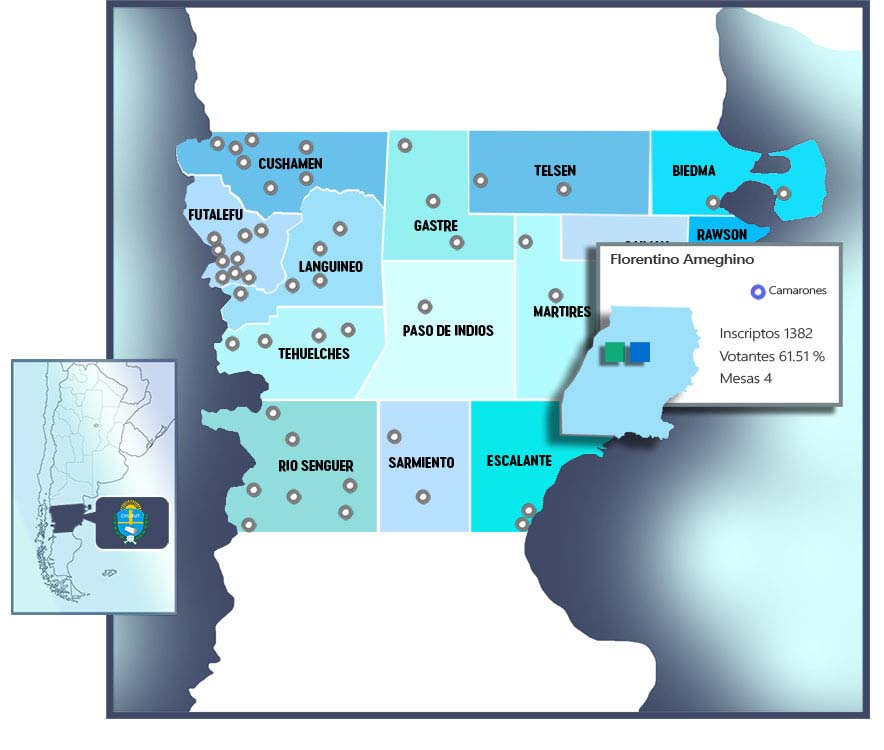 CUSHAMEN
TELSEN
BIEDMA
FUTALEFU
GASTRE
RAWSON
LANGUINEO
Florentino Ameghino
Camarones
MARTIRES
PASO DE INDIOS
Inscriptos 1382
TEHUELCHES
Votantes 61.51 %
Mesas 4
RIO SENGUER
SARMIENTO
ESCALANTE